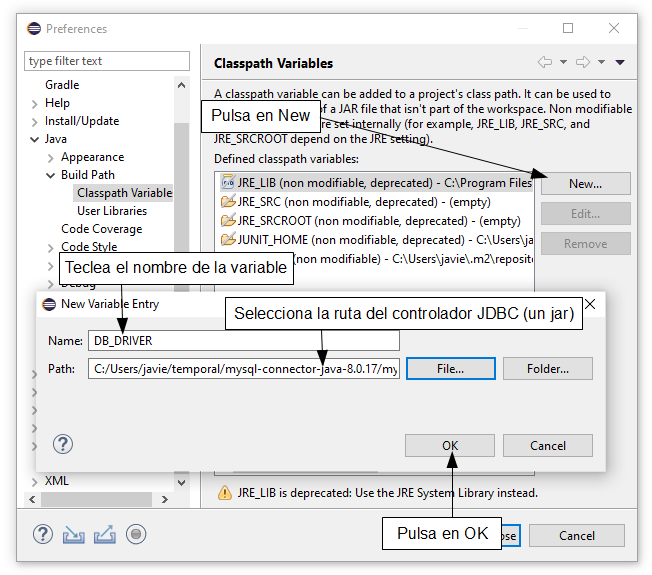 Preferences
type filter text
Classpath Variables
Gradle
Help
Install/Update
Java
Appearance
Build Path
Classpath Variable
User Libraries
Code Coverage
Code Style
Debug
XML
A classpath variable can be added to a project's class path. It can be used to
of a JAR file that isn't part of the workspace. Non modifiable
re set internally (for example, JRE_LIB, JRE_SRC, and
JRE_SRCROOT depend on the JRE setting).
Pulsa en New
Defined classpath variables:
JRE_LIB (non modifiable, deprecated) - C:\Program Files
JRE_SRC (non modifiable, deprecated) - (empty)
JRE_SRCROOT (non modifiable, deprecated) - (empty)
JUNIT_HOME (non modifiable, deprecated) - C:\Users\ja
(non modifiable) - C:\Users\javie\.m2\reposit
New...
Edit...
Remove
Teclea el nombre de la variable
New Variable Entry
Selecciona la ruta del controlador JDBC (un jar)
Name:
DB_DRIVER
Path:
C:/Users/javie/temporal/mysql-connector-java-8.0.17/my
File...
Folder...
OK
Cancel
JRE_LIB is deprecated: Use the JRE System Library instead.
Pulsa en OK
ose
Cancel